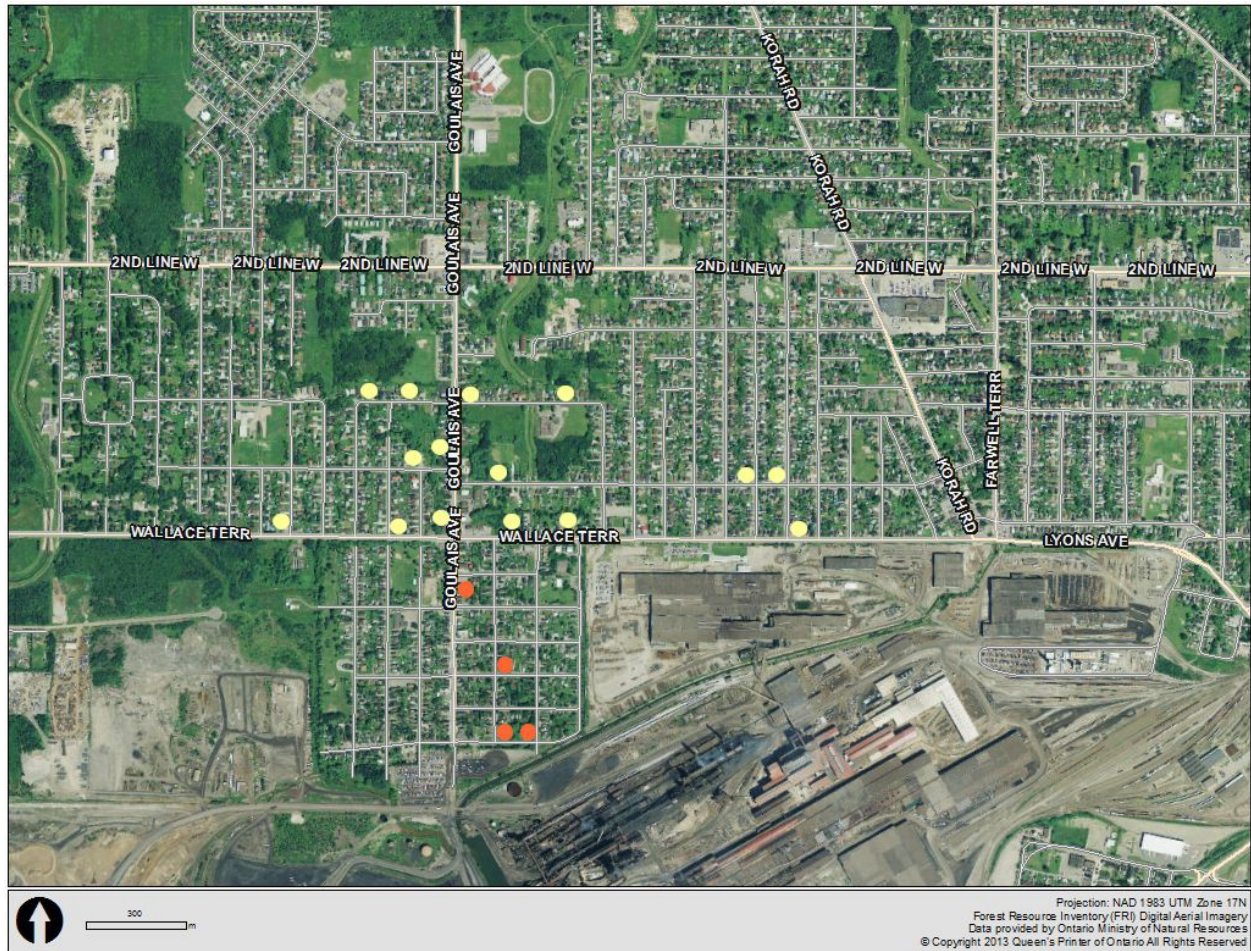 GOULAIS AVE
KORAH RD
KORAH RD
GOULAIS AVE
2ND LINE W
2ND LINE W
2ND LINE W
2ND LINE W
2ND LINE W
2ND LINE W
2ND LINE W
2ND LINE W
GOULAIS AVE
FARWELL TERR
KORAH RD
GOULAIS AVE
WALLACE TERR
WALLACE TERR
LYONS AVE
300
m
Projection: NAD 1983 UTM Zone 17N
Forest Resource Inventory (FRI) Digital Aerial Imagery
Data provided by Ontario Ministry of Natural Resources
© Copyright 2013 Queen's Printer of Ontario All Rights Reserved